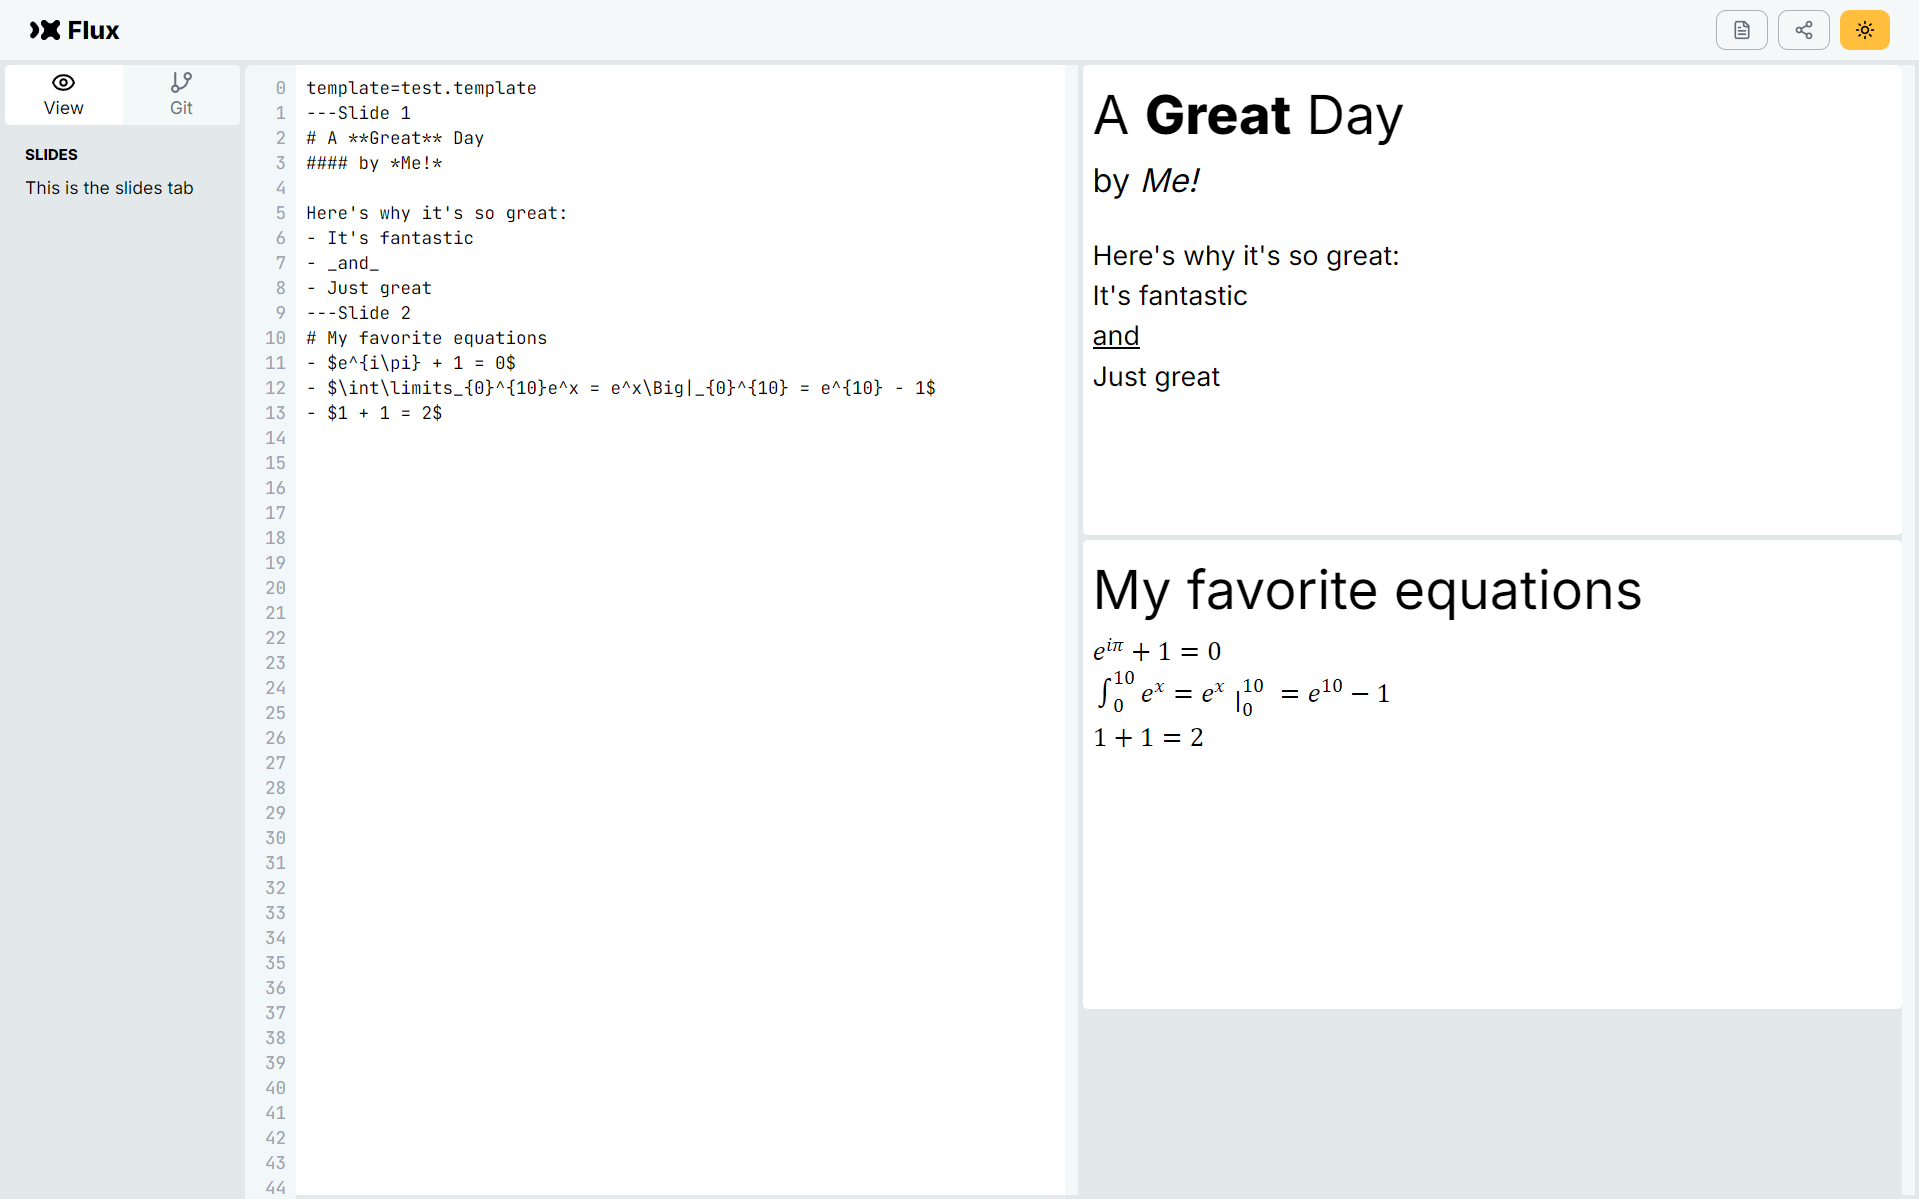 Flux
View
Git
SLIDES
This is the slides tab
0 template=test.template
1 ---Slide 1
2 # A **Great** Day
3 #### by *Me!*
4
5 Here's why it's so great:
6 - It's fantastic
7 - _and_
8 - Just great
9 ---Slide 2
10 # My favorite equations
11 - $e^{i\pi} + 1 = 0$
12 - $\int\limits_{0}^{10}e^x = e^x\Big|_{0}^{10} = e^{10} - 1$
13 - $1 + 1 = 2$
14
15
16
17
18
19
20
21
22
23
24
25
26
27
28
29
30
31
32
33
34
35
36
37
38
39
40
41
42
43
44
A Great Day
by Me!
Here's why it's so great:
It's fantastic
and
Just great
My favorite equations
e^{iπ} + 1 = 0
∫_0^{10} e^x = e^x |_0^{10} = e^{10} − 1
1 + 1 = 2